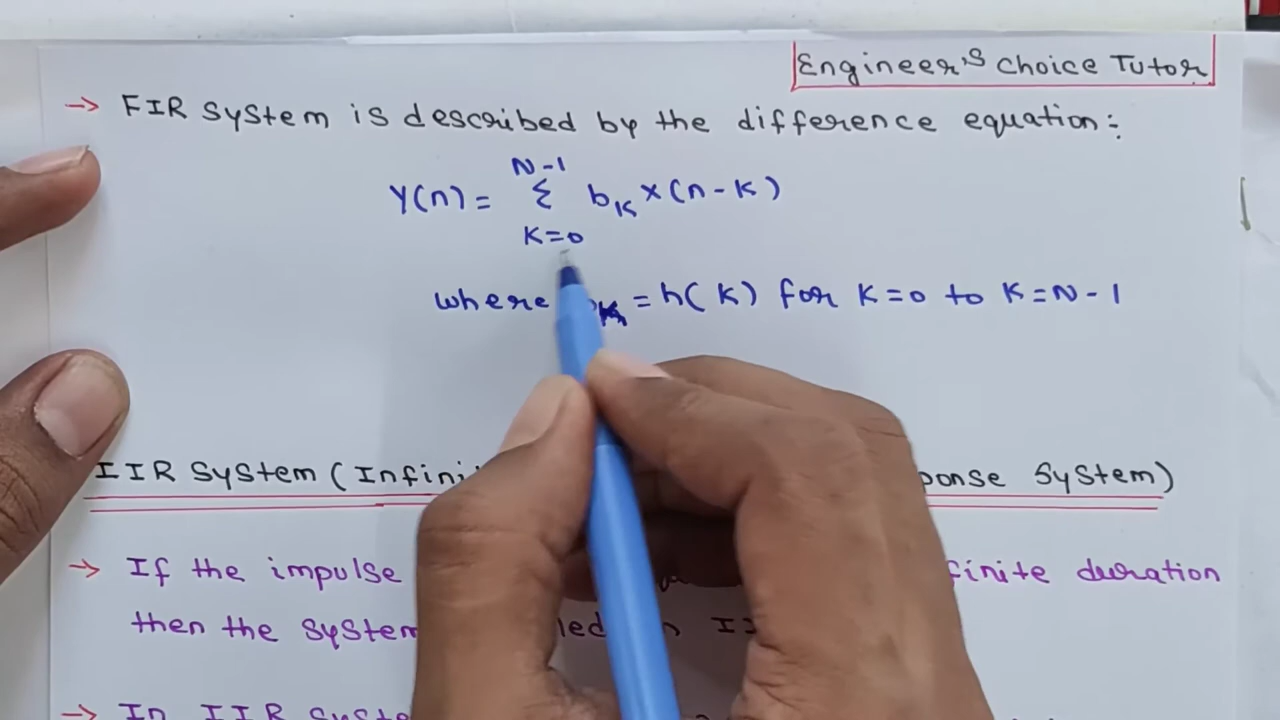 Engineer's Choice Tutor
→ FIR System is described by the difference equation:
N-1
Y(n) = Σ bK x(n-K)
K=0
where = h(K) for K=0 to K=N-1
IIR System (Infini ponse System)
→ If the impulse finite duration
then the system
→ In IIR